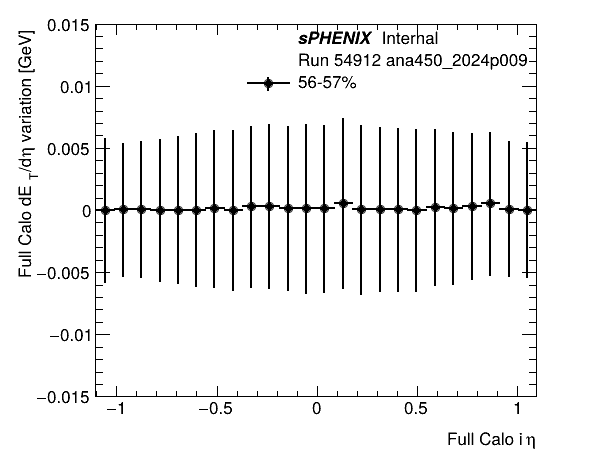 sPHENIX Internal
Run 54912 ana450_2024p009
56-57%
Full Calo dE_T/dη variation [GeV]
0.015
0.01
0.005
0
−0.005
−0.01
−0.015
−1 −0.5 0 0.5 1
Full Calo i η